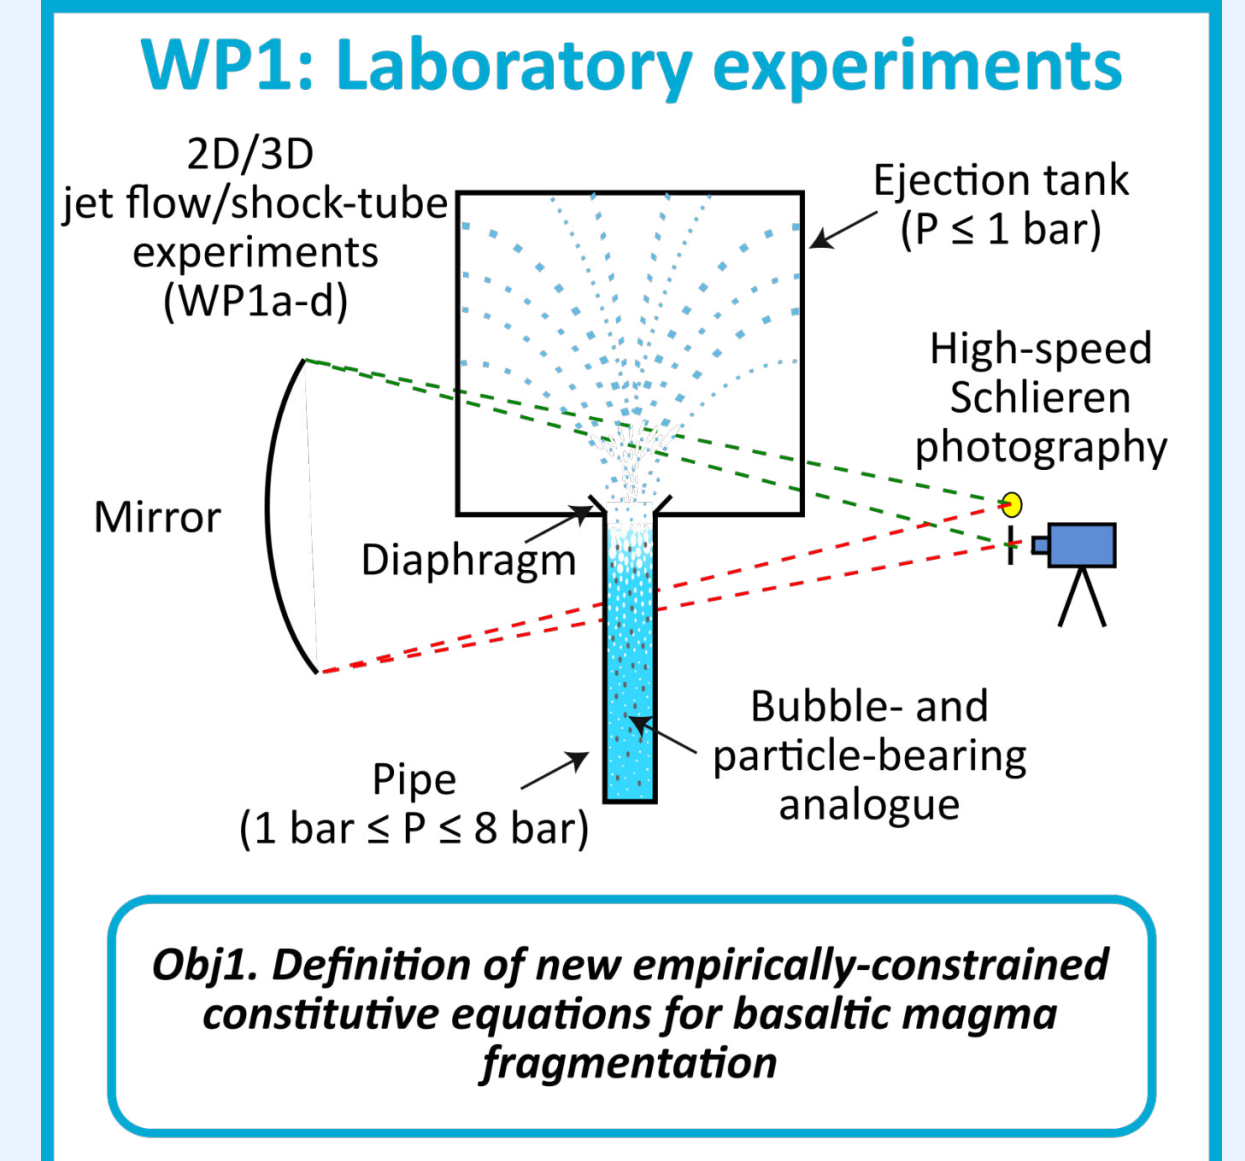 WP1: Laboratory experiments
2D/3D
jet flow/shock-tube
experiments
(WP1a-d)
Ejection tank
(P ≤ 1 bar)
High-speed
Schlieren
photography
Mirror
Diaphragm
Bubble- and
particle-bearing
analogue
Pipe
(1 bar ≤ P ≤ 8 bar)
Obj1. Definition of new empirically-constrained
constitutive equations for basaltic magma
fragmentation